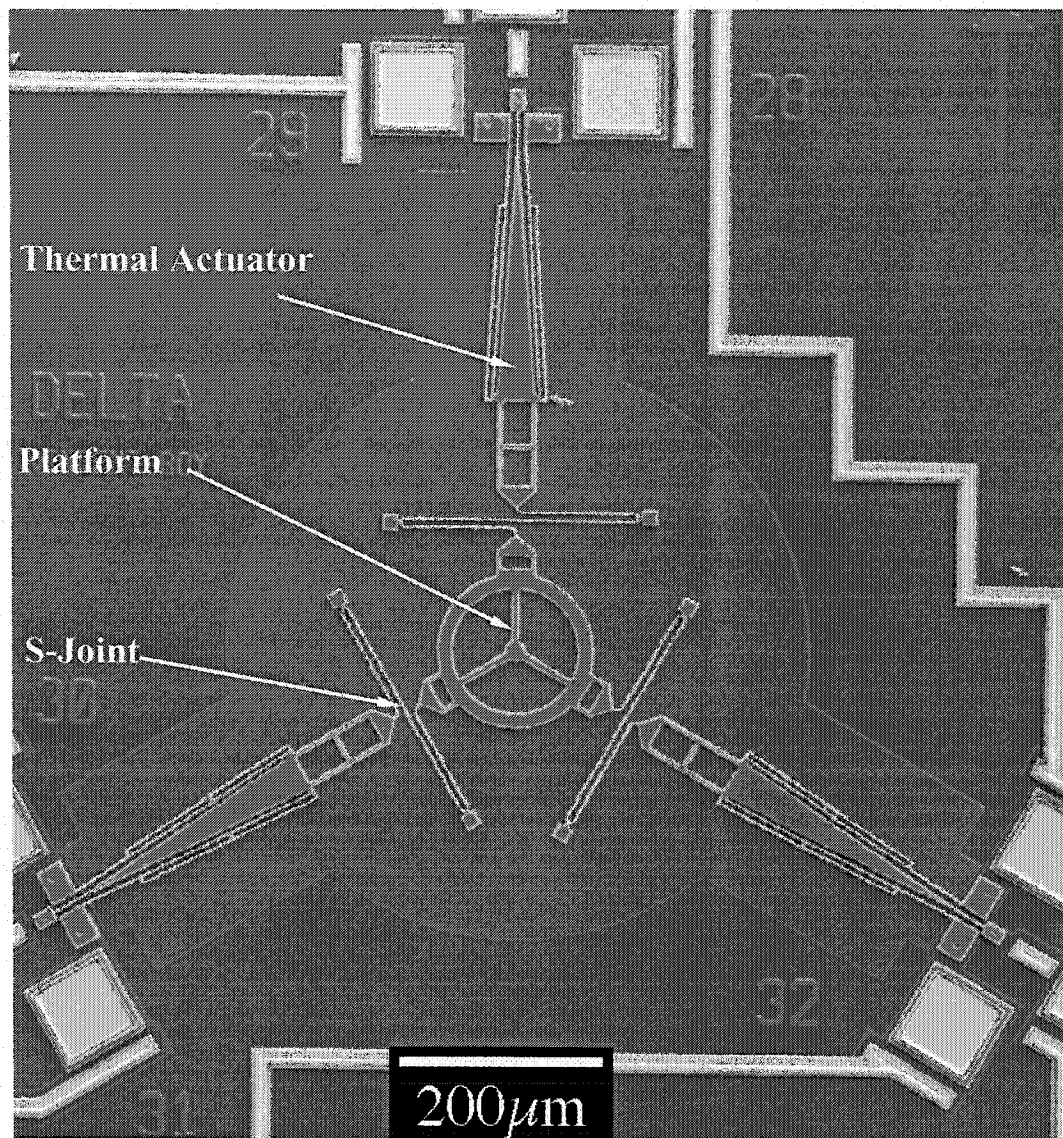 29
28
Thermal Actuator
DELTA
Platform
S-Joint
30
32
31
200μm